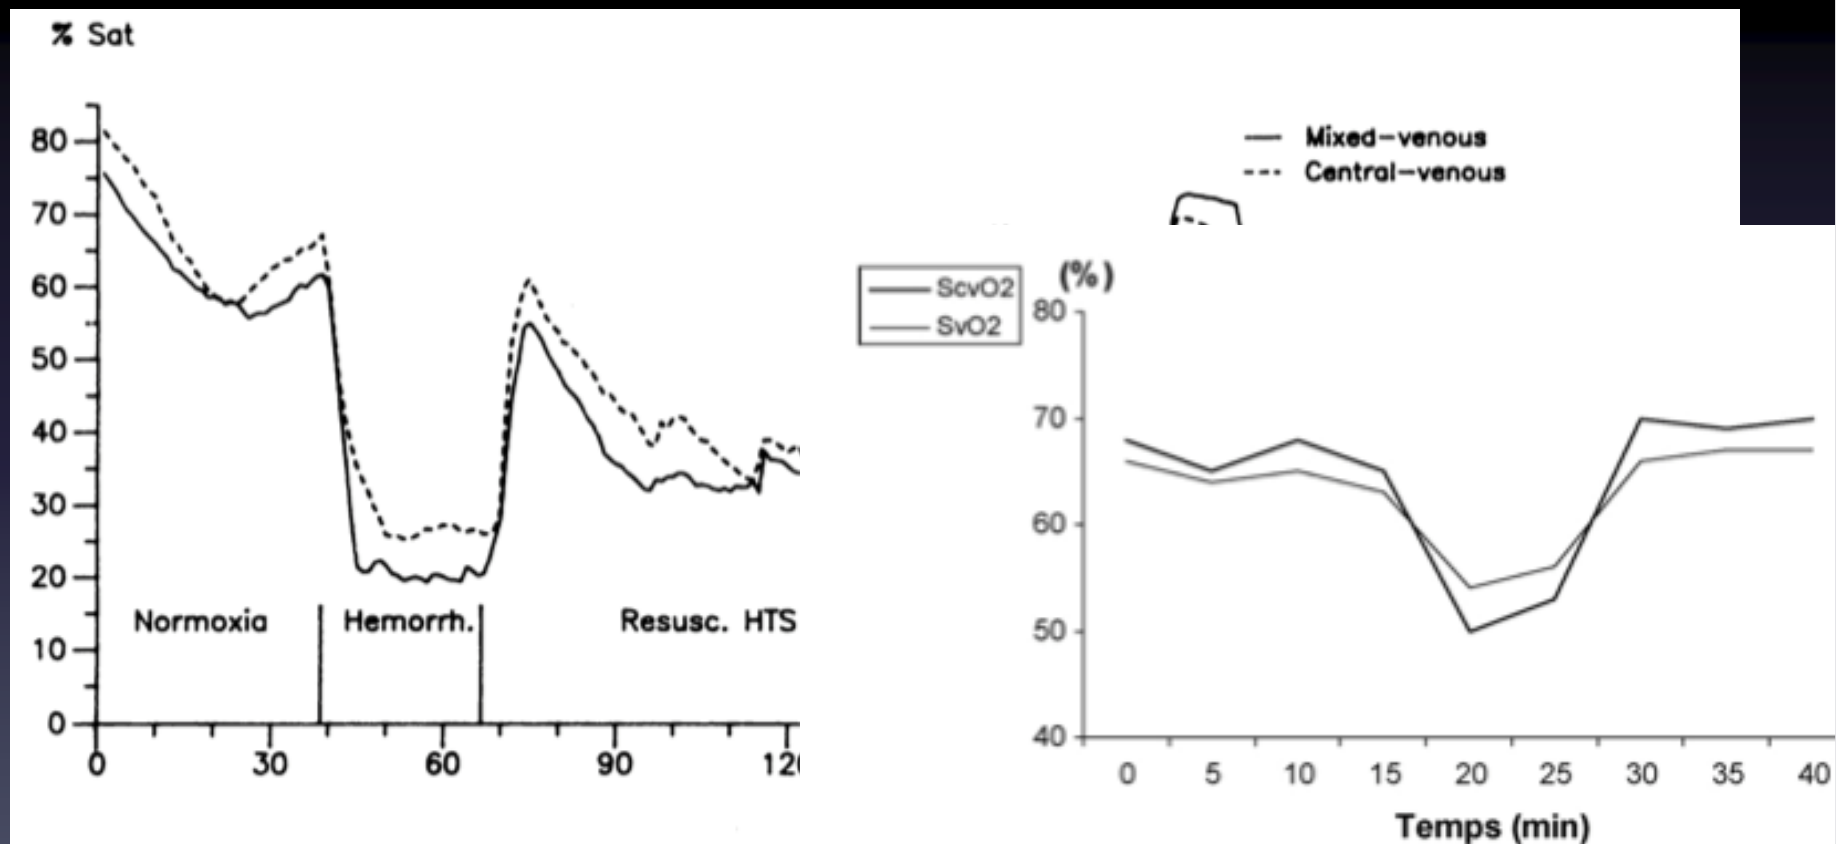 % Sat
80
70
60
50
40
30
20
10
0
Normoxia
Hemorrh.
Resusc. HTS
0 30 60 90
Mixed-venous
Central-venous
ScvO2
SvO2
(%)
80
70
60
50
40
0 5 10 15 20 25 30 35 40
Temps (min)